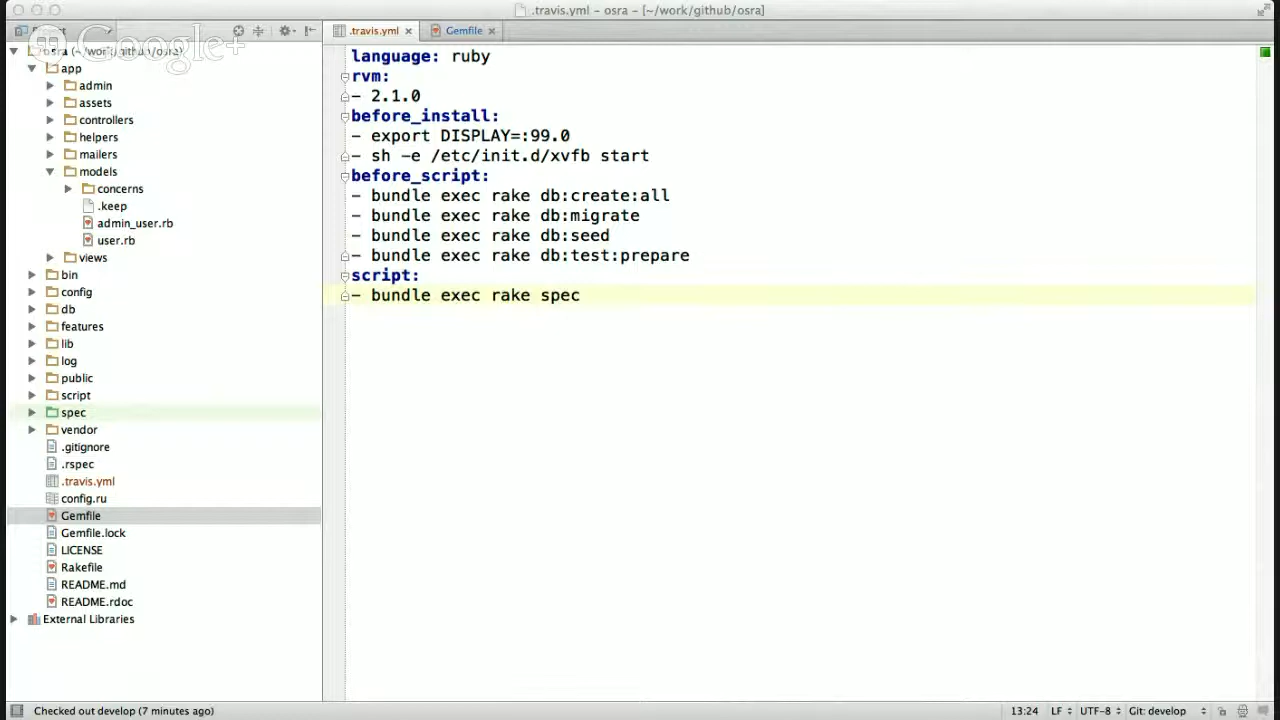 .travis.yml – osra – [~/work/github/osra]
Google+
osra (~/work/github/osra)
.travis.yml
Gemfile
app
admin
assets
controllers
helpers
mailers
models
concerns
.keep
admin_user.rb
user.rb
views
bin
config
db
features
lib
log
public
script
spec
vendor
.gitignore
.rspec
.travis.yml
config.ru
Gemfile
Gemfile.lock
LICENSE
Rakefile
README.md
README.rdoc
External Libraries
language: ruby
rvm:
- 2.1.0
before_install:
- export DISPLAY=:99.0
- sh -e /etc/init.d/xvfb start
before_script:
- bundle exec rake db:create:all
- bundle exec rake db:migrate
- bundle exec rake db:seed
- bundle exec rake db:test:prepare
script:
- bundle exec rake spec
Checked out develop (7 minutes ago)
13:24 LF UTF-8 Git: develop